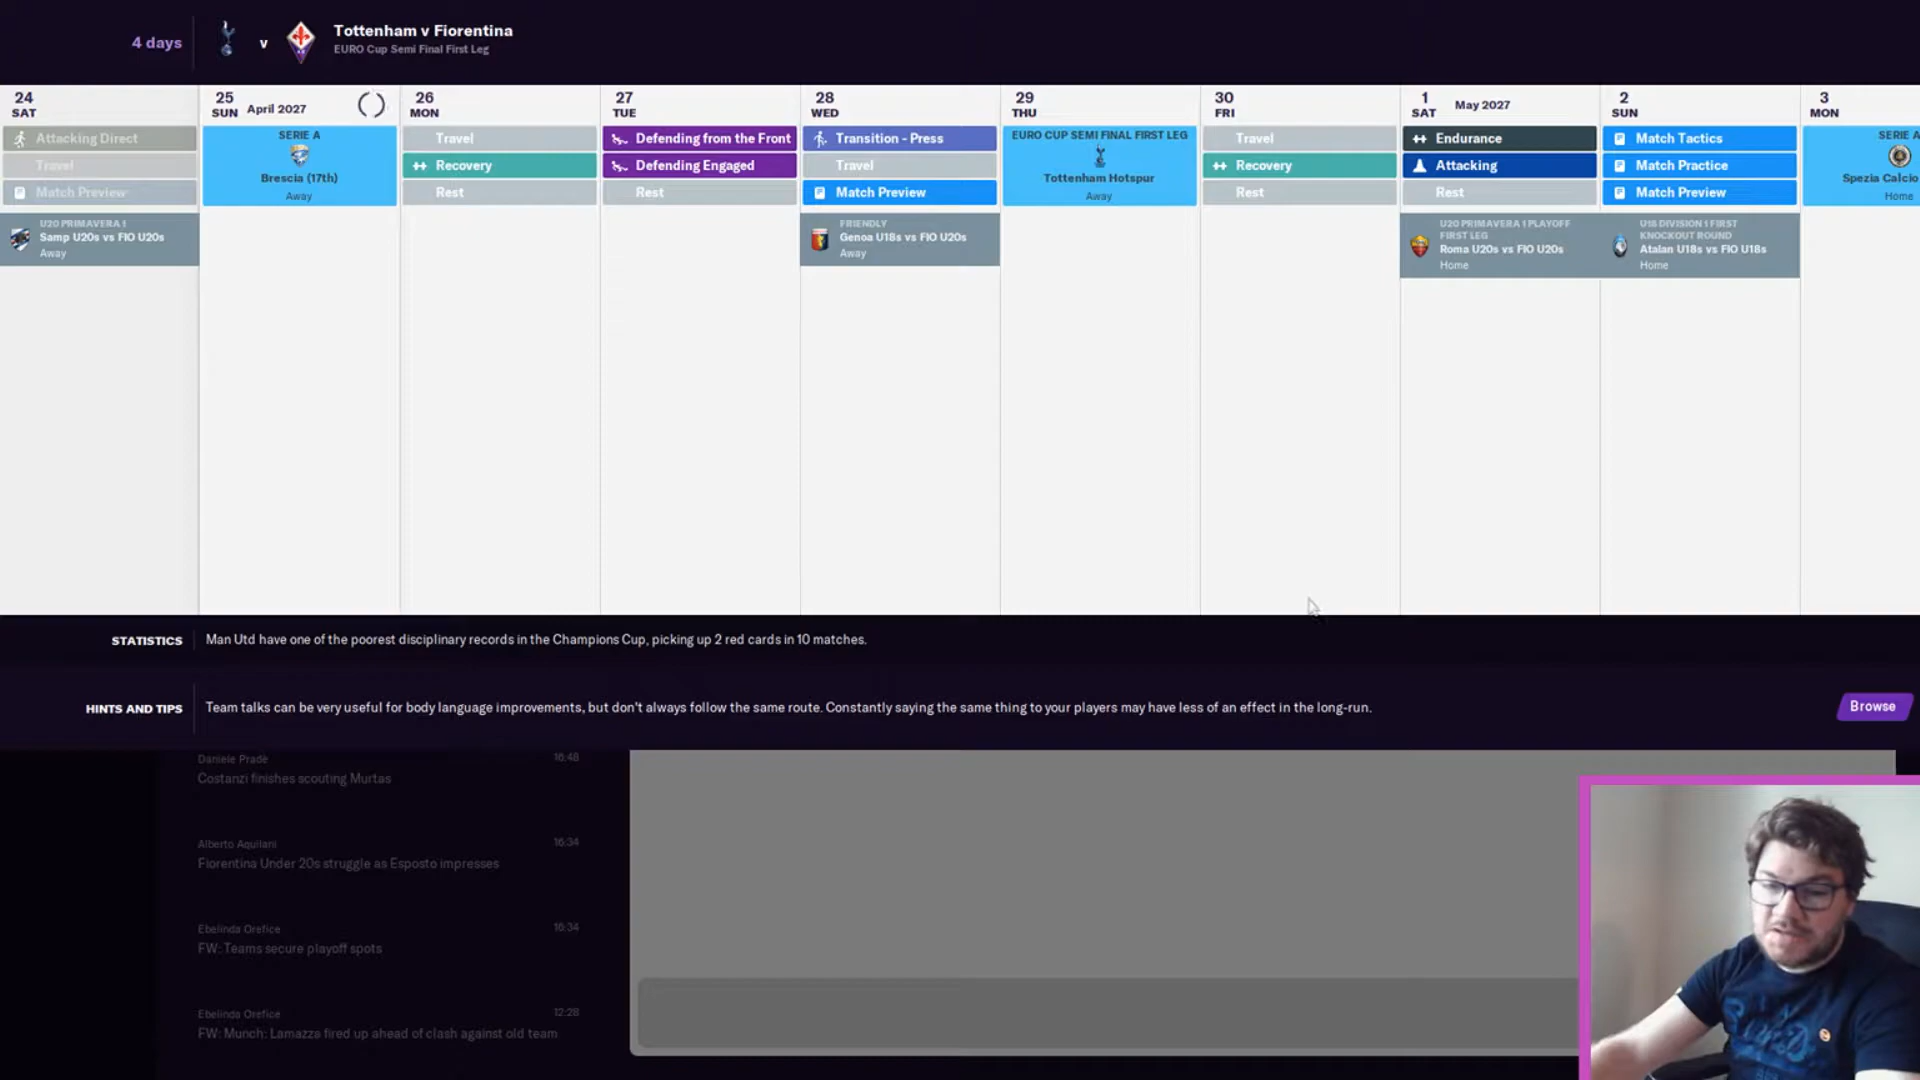 4 days
v
Tottenham v Fiorentina
EURO Cup Semi Final First Leg
24
SAT
Attacking Direct
Travel
Match Preview
U20 PRIMAVERA 1
Samp U20s vs FIO U20s
Away
25
SUN
April 2027
SERIE A
Brescia (17th)
Away
26
MON
Travel
Recovery
Rest
27
TUE
Defending from the Front
Defending Engaged
Rest
28
WED
Transition - Press
Travel
Match Preview
FRIENDLY
Genoa U18s vs FIO U20s
Away
29
THU
EURO CUP SEMI FINAL FIRST LEG
Tottenham Hotspur
Away
30
FRI
Travel
Recovery
Rest
1
SAT
May 2027
Endurance
Attacking
Rest
U20 PRIMAVERA 1 PLAYOFF
FIRST LEG
Roma U20s vs FIO U20s
Home
2
SUN
Match Tactics
Match Practice
Match Preview
U18 DIVISION 1 FIRST
KNOCKOUT ROUND
Atalan U18s vs FIO U18s
Home
3
MON
SERIE A
Spezia Calcio
Home
STATISTICS
Man Utd have one of the poorest disciplinary records in the Champions Cup, picking up 2 red cards in 10 matches.
HINTS AND TIPS
Team talks can be very useful for body language improvements, but don't always follow the same route. Constantly saying the same thing to your players may have less of an effect in the long-run.
Browse
Daniele Pradè
16:48
Costanzi finishes scouting Murtas
Alberto Aquilani
16:34
Fiorentina Under 20s struggle as Esposto impresses
Ebelinda Orefice
16:34
FW: Teams secure playoff spots
Ebelinda Orefice
12:28
FW: Munch: Lamazza fired up ahead of clash against old team